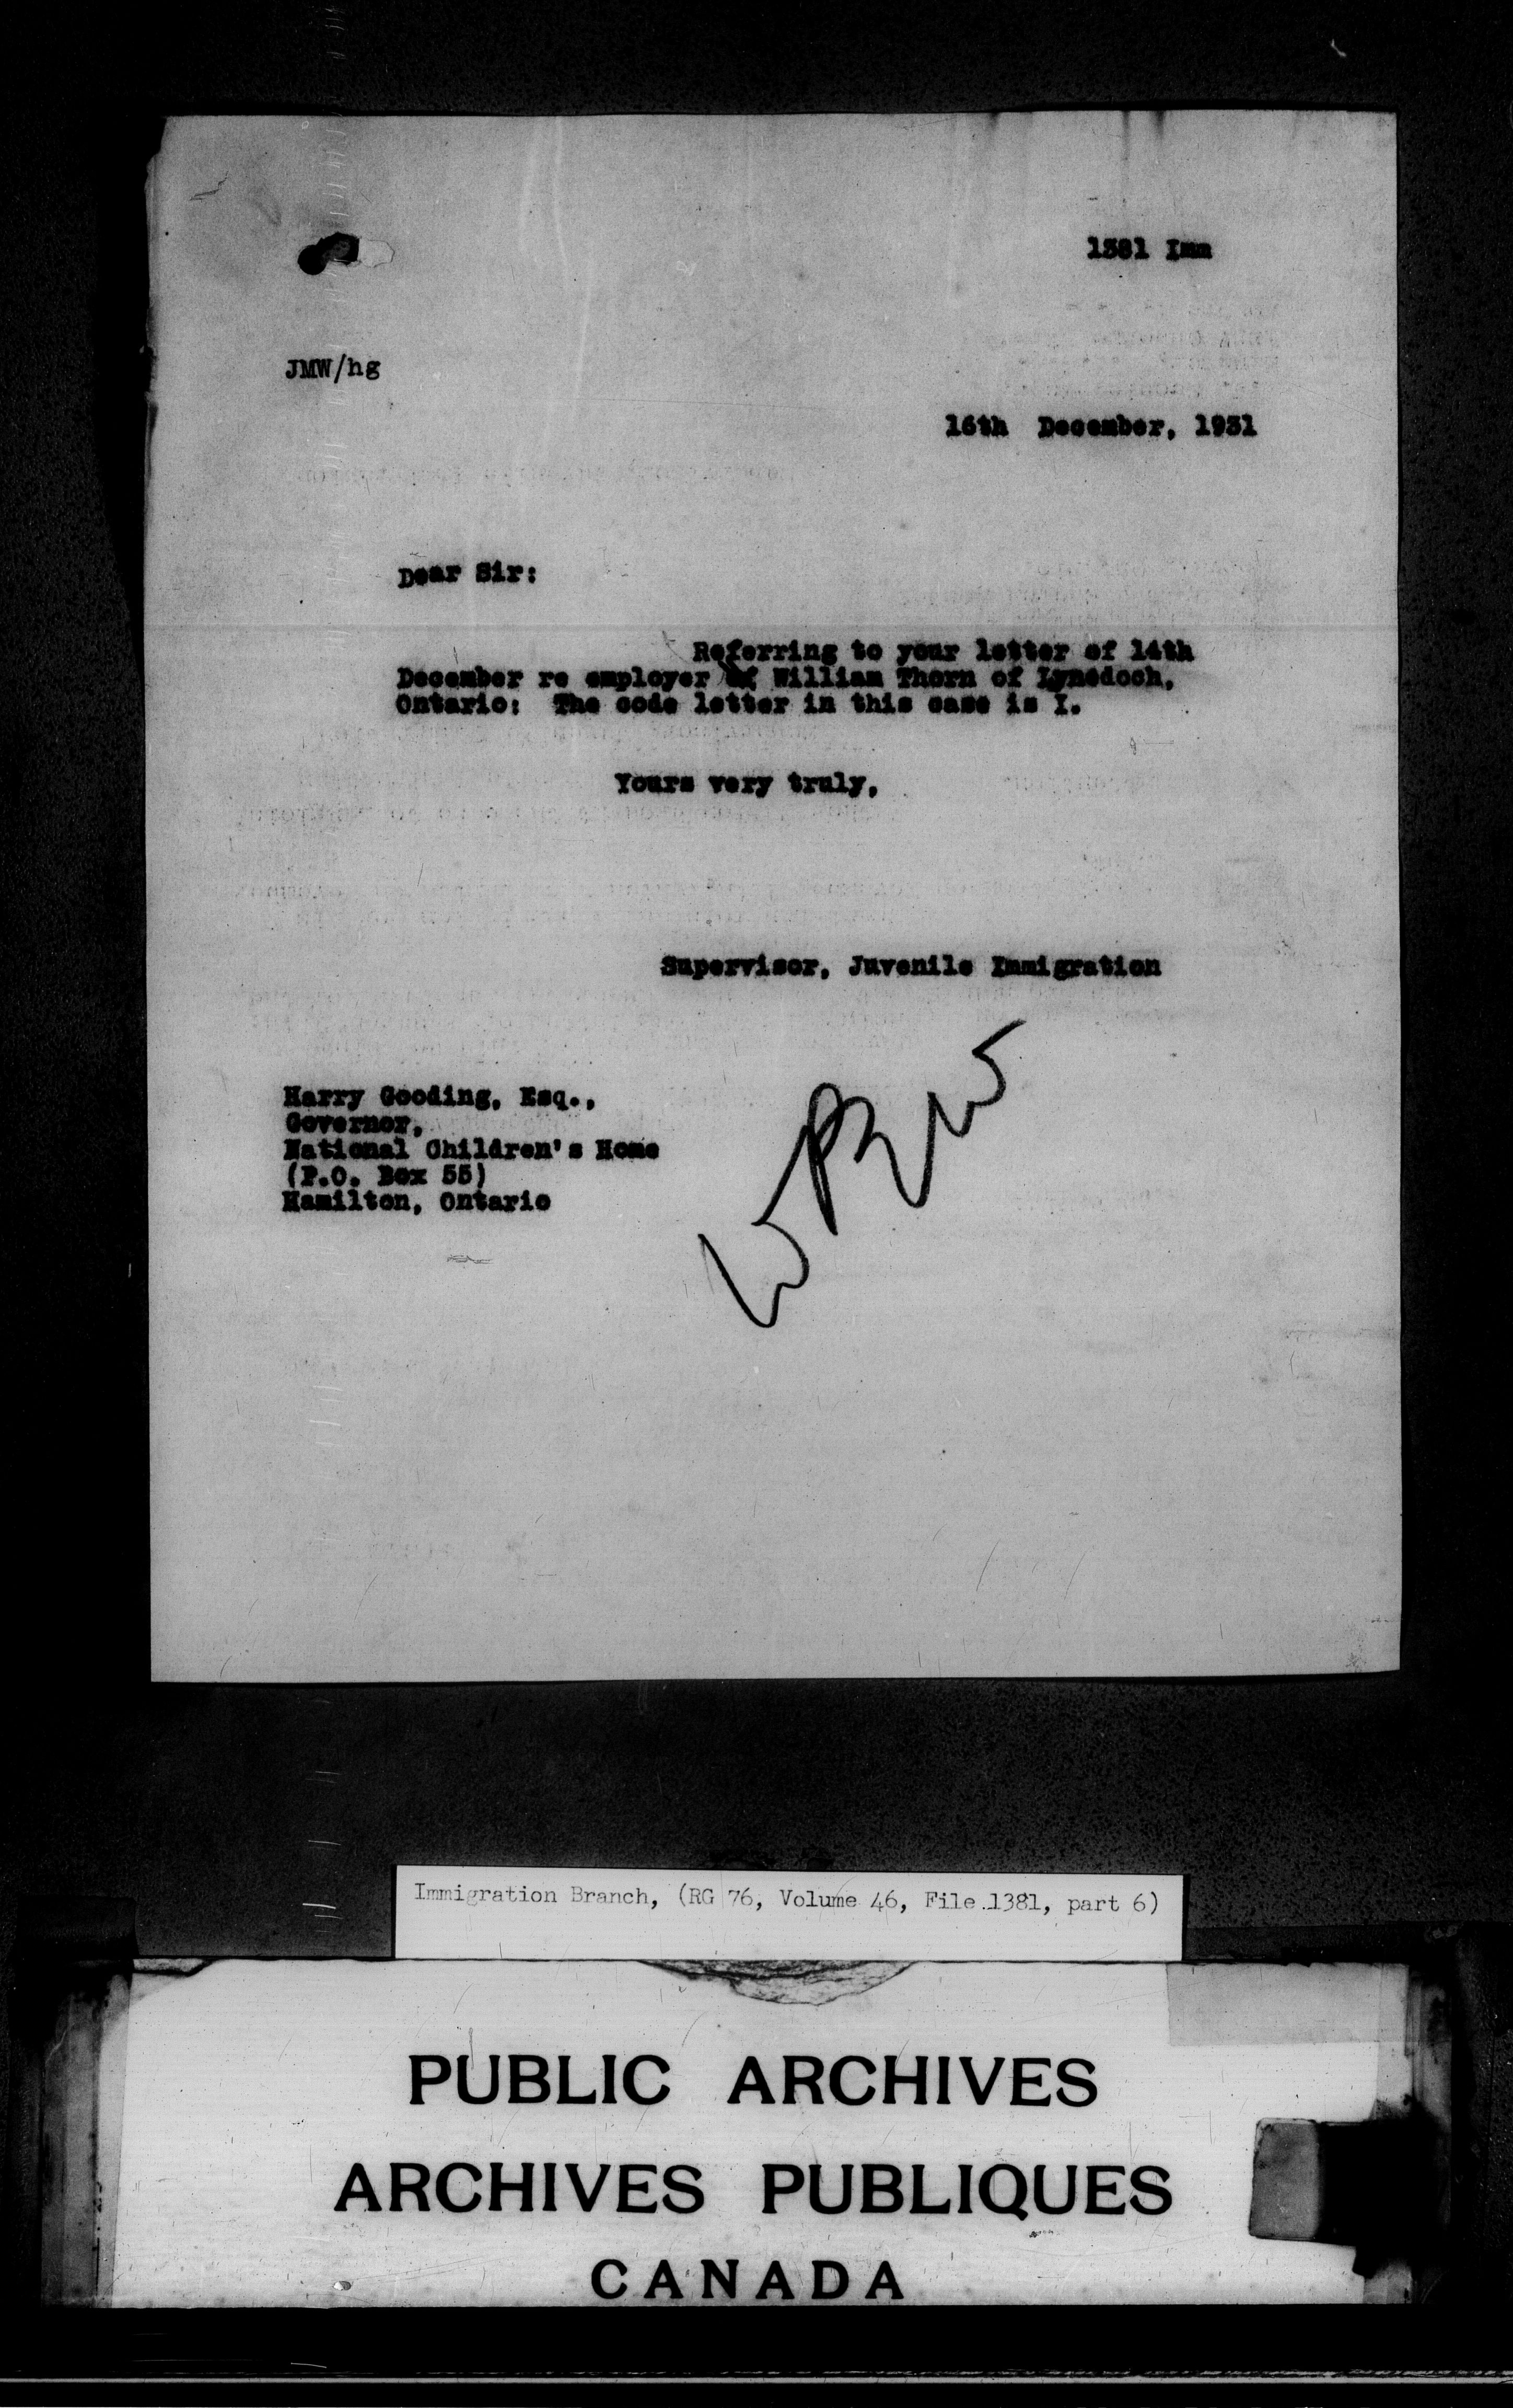 1381 Imm
JMW/hg
16th December, 1931
Dear Sir:
Referring to your letter of 14th
December re employer of William Thorn of Lynedoch,
Ontario: The code letter in this case is I.
Yours very truly,
Supervisor, Juvenile Immigration
Harry Gooding, Esq.,
Governor,
National Children's Home
(P.O. Box 55)
Hamilton, Ontario
Immigration Branch, (RG 76, Volume 46, File 1381, part 6)
PUBLIC ARCHIVES
ARCHIVES PUBLIQUES
CANADA